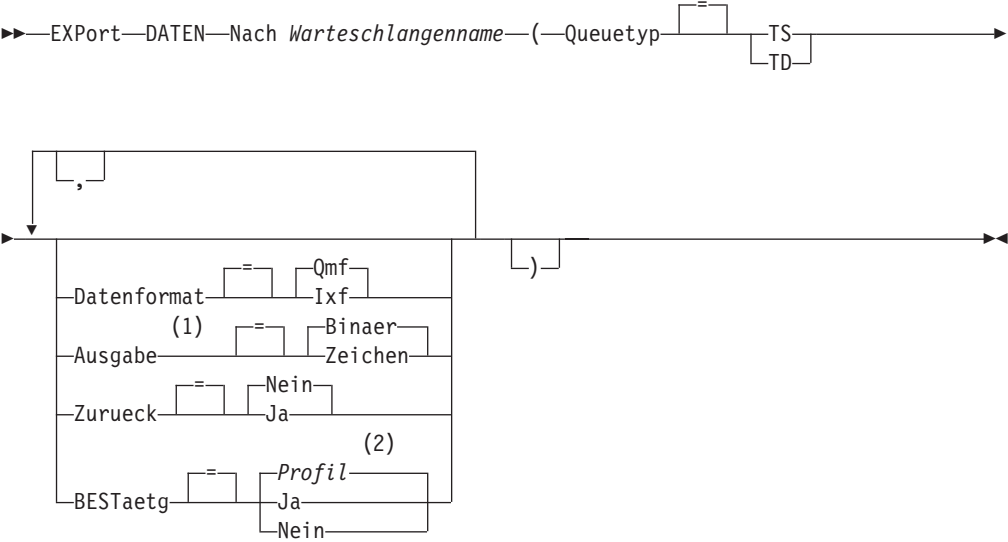 =
EXPort DATEN Nach Warteschlangenname ( Queuetyp TS
TD
,
)
= Qmf
Datenformat Ixf
(1) = Binaer
Ausgabe Zeichen
= Nein
Zurueck Ja
(2)
= Profil
BESTaetg Ja
Nein